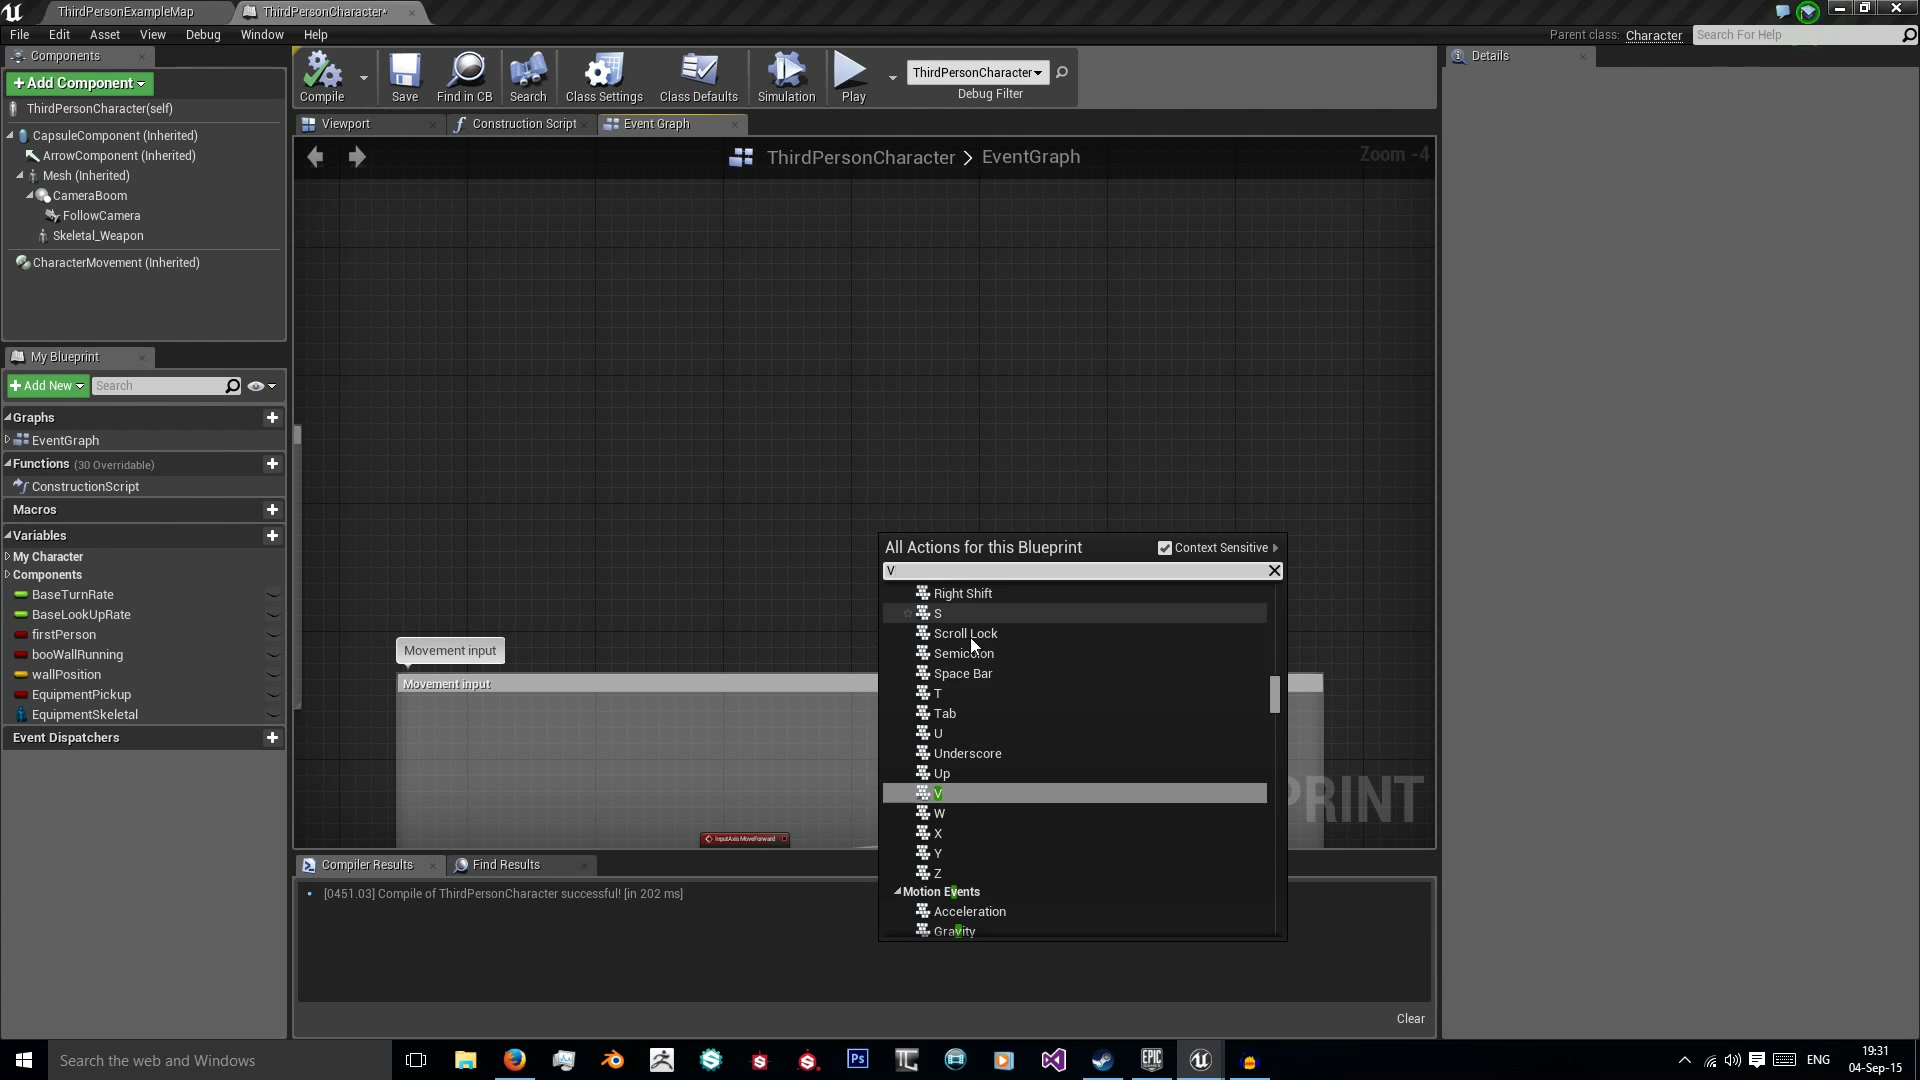 ThirdPersonExampleMap
ThirdPersonCharacter*
File Edit Asset View Debug Window Help
Parent class: Character
Search For Help
Components
Add Component
ThirdPersonCharacter(self)
CapsuleComponent (Inherited)
ArrowComponent (Inherited)
Mesh (Inherited)
CameraBoom
FollowCamera
Skeletal_Weapon
CharacterMovement (Inherited)
Compile
Save
Find in CB
Search
Class Settings
Class Defaults
Simulation
Play
ThirdPersonCharacter
Debug Filter
Details
Viewport
Construction Script
Event Graph
ThirdPersonCharacter > EventGraph
Zoom -4
My Blueprint
Add New
Search
Graphs
EventGraph
Functions (30 Overridable)
ConstructionScript
Macros
Variables
My Character
Components
BaseTurnRate
BaseLookUpRate
firstPerson
booWallRunning
wallPosition
EquipmentPickup
EquipmentSkeletal
Event Dispatchers
Movement input
Movement input
InputAxis MoveForward
PRINT
All Actions for this Blueprint
Context Sensitive
V
Right Shift
S
Scroll Lock
Semicolon
Space Bar
T
Tab
U
Underscore
Up
V
W
X
Y
Z
Motion Events
Acceleration
Gravity
Compiler Results
Find Results
[0451.03] Compile of ThirdPersonCharacter successful! [in 202 ms]
Clear
Search the web and Windows
Ps
EPIC
ENG
19:31
04-Sep-15